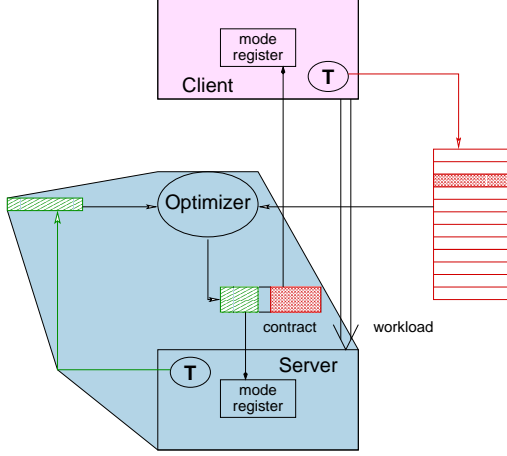 mode
register
T
Client
Optimizer
contract
workload
Server
T
mode
register